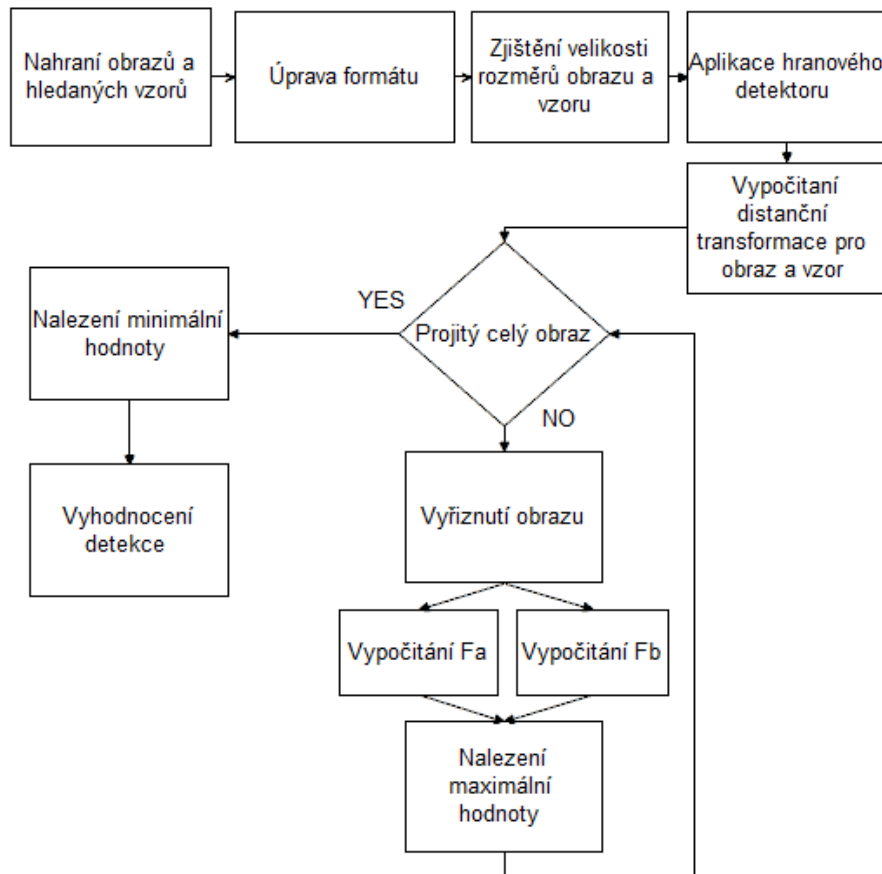 Nahraní obrazů a
hledaných vzorů
Úprava formátu
Zjištění velikosti
rozměrů obrazu a
vzoru
Aplikace hranového
detektoru
Vypočitaní
distanční
transformace pro
obraz a vzor
YES
Nalezení minimální
hodnoty
Projitý celý obraz
NO
Vyhodnocení
detekce
Vyřiznutí obrazu
Vypočitání Fa
Vypočitání Fb
Nalezení
maximální
hodnoty